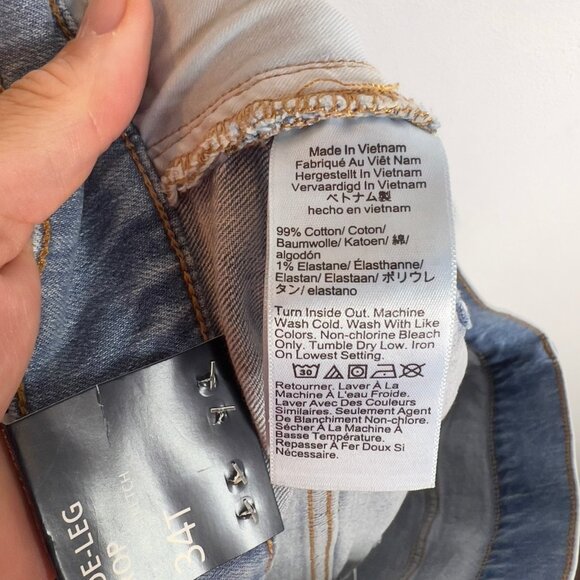 Made In Vietnam
Fabriqué Au Viêt Nam
Hergestellt In Vietnam
Vervaardigd In Vietnam
ベトナム製
hecho en vietnam
99% Cotton/ Coton/
Baumwolle/ Katoen/ 綿/
algodón
1% Elastane/ Élasthanne/
Elastan/ Elastaan/ ポリウレ
タン/ elastano
Turn Inside Out. Machine
Wash Cold. Wash With Like
Colors. Non-chlorine Bleach
Only. Tumble Dry Low. Iron
On Lowest Setting.
Retourner. Laver À La
Machine À L'eau Froide.
Laver Avec Des Couleurs
Similaires. Seulement Agent
De Blanchiment Non-chlore.
Sécher À La Machine À
Basse Température.
Repasser À Fer Doux Si
Nécessaire.
DE-LEG
OP
TCH
34T